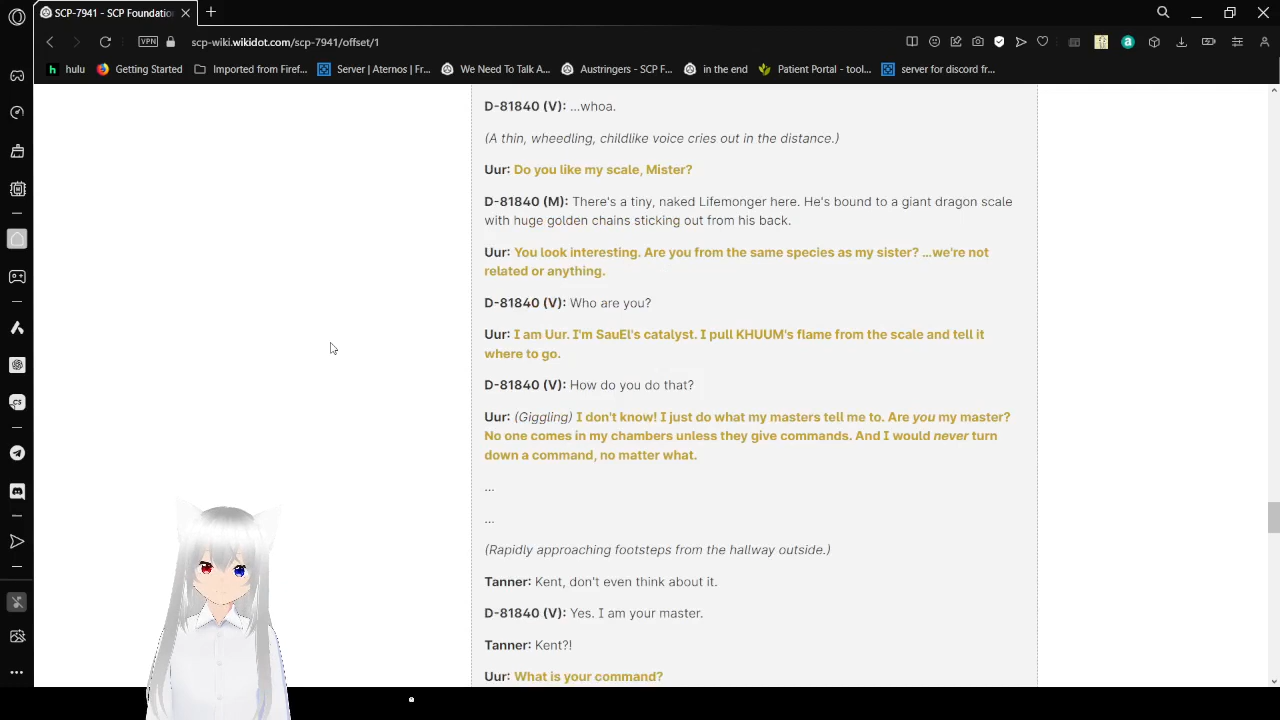 SCP-7941 - SCP Foundatio
scp-wiki.wikidot.com/scp-7941/offset/1
VPN
hulu
Getting Started
Imported from Firef...
Server | Aternos | Fr...
We Need To Talk A...
Austringers - SCP F...
in the end
Patient Portal - tool...
server for discord fr...
D-81840 (V): ...whoa.
(A thin, wheedling, childlike voice cries out in the distance.)
Uur: Do you like my scale, Mister?
D-81840 (M): There's a tiny, naked Lifemonger here. He's bound to a giant dragon scale
with huge golden chains sticking out from his back.
Uur: You look interesting. Are you from the same species as my sister? ...we're not
related or anything.
D-81840 (V): Who are you?
Uur: I am Uur. I'm SauEl's catalyst. I pull KHUUM's flame from the scale and tell it
where to go.
D-81840 (V): How do you do that?
Uur: (Giggling) I don't know! I just do what my masters tell me to. Are you my master?
No one comes in my chambers unless they give commands. And I would never turn
down a command, no matter what.
...
...
(Rapidly approaching footsteps from the hallway outside.)
Tanner: Kent, don't even think about it.
D-81840 (V): Yes. I am your master.
Tanner: Kent?!
Uur: What is your command?